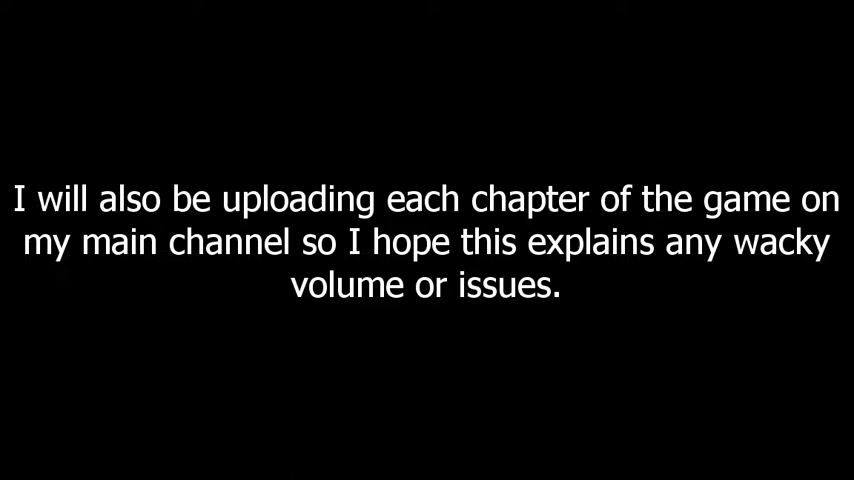 I will also be uploading each chapter of the game on
my main channel so I hope this explains any wacky
volume or issues.